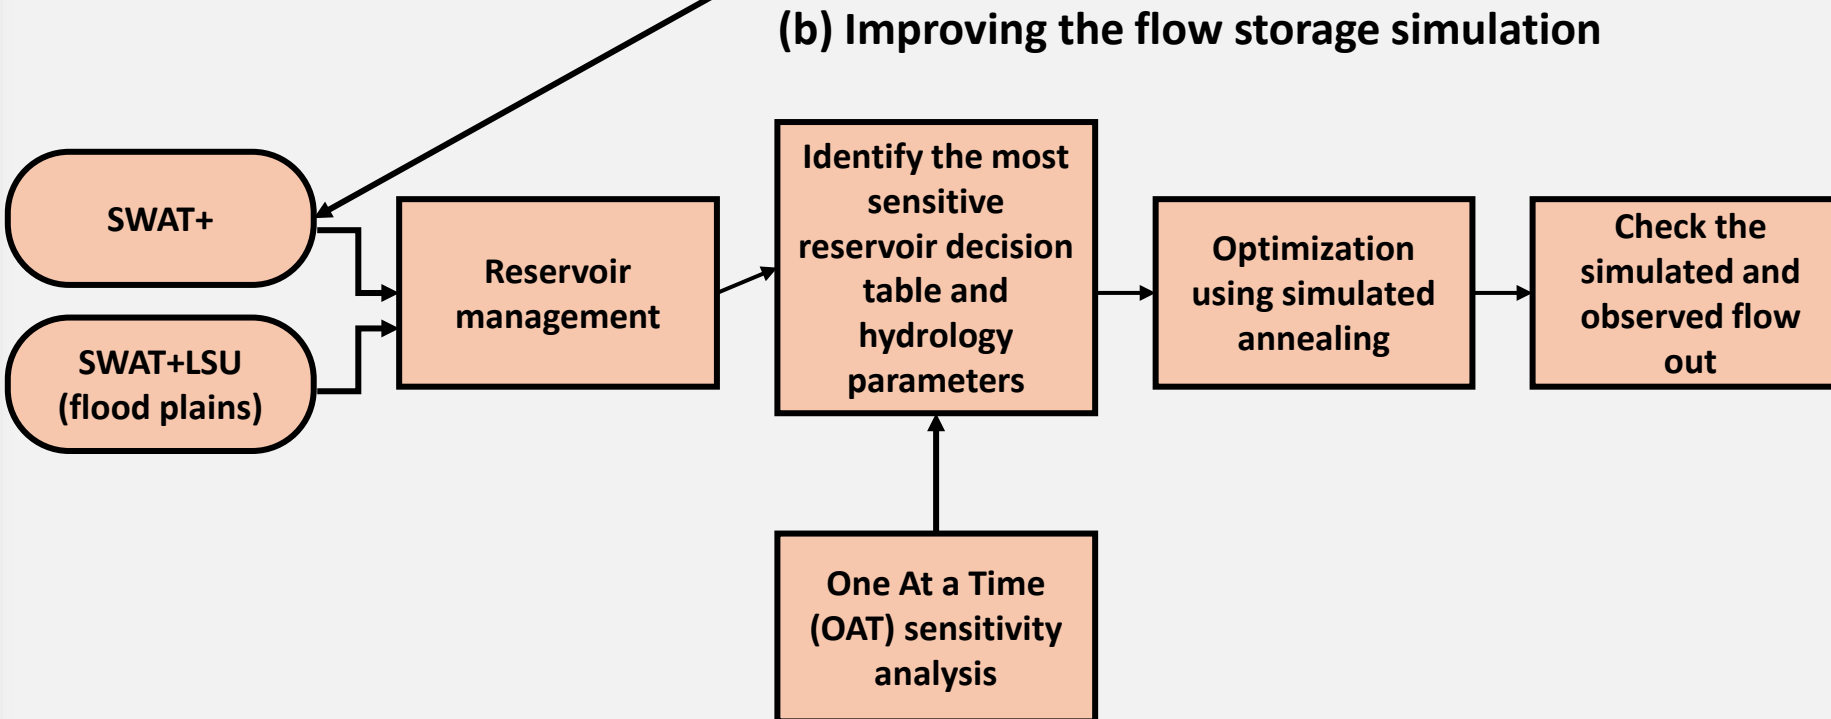 (b) Improving the flow storage simulation
SWAT+
SWAT+LSU
(flood plains)
Reservoir
management
Identify the most
sensitive
reservoir decision
table and
hydrology
parameters
Optimization
using simulated
annealing
Check the
simulated and
observed flow
out
One At a Time
(OAT) sensitivity
analysis